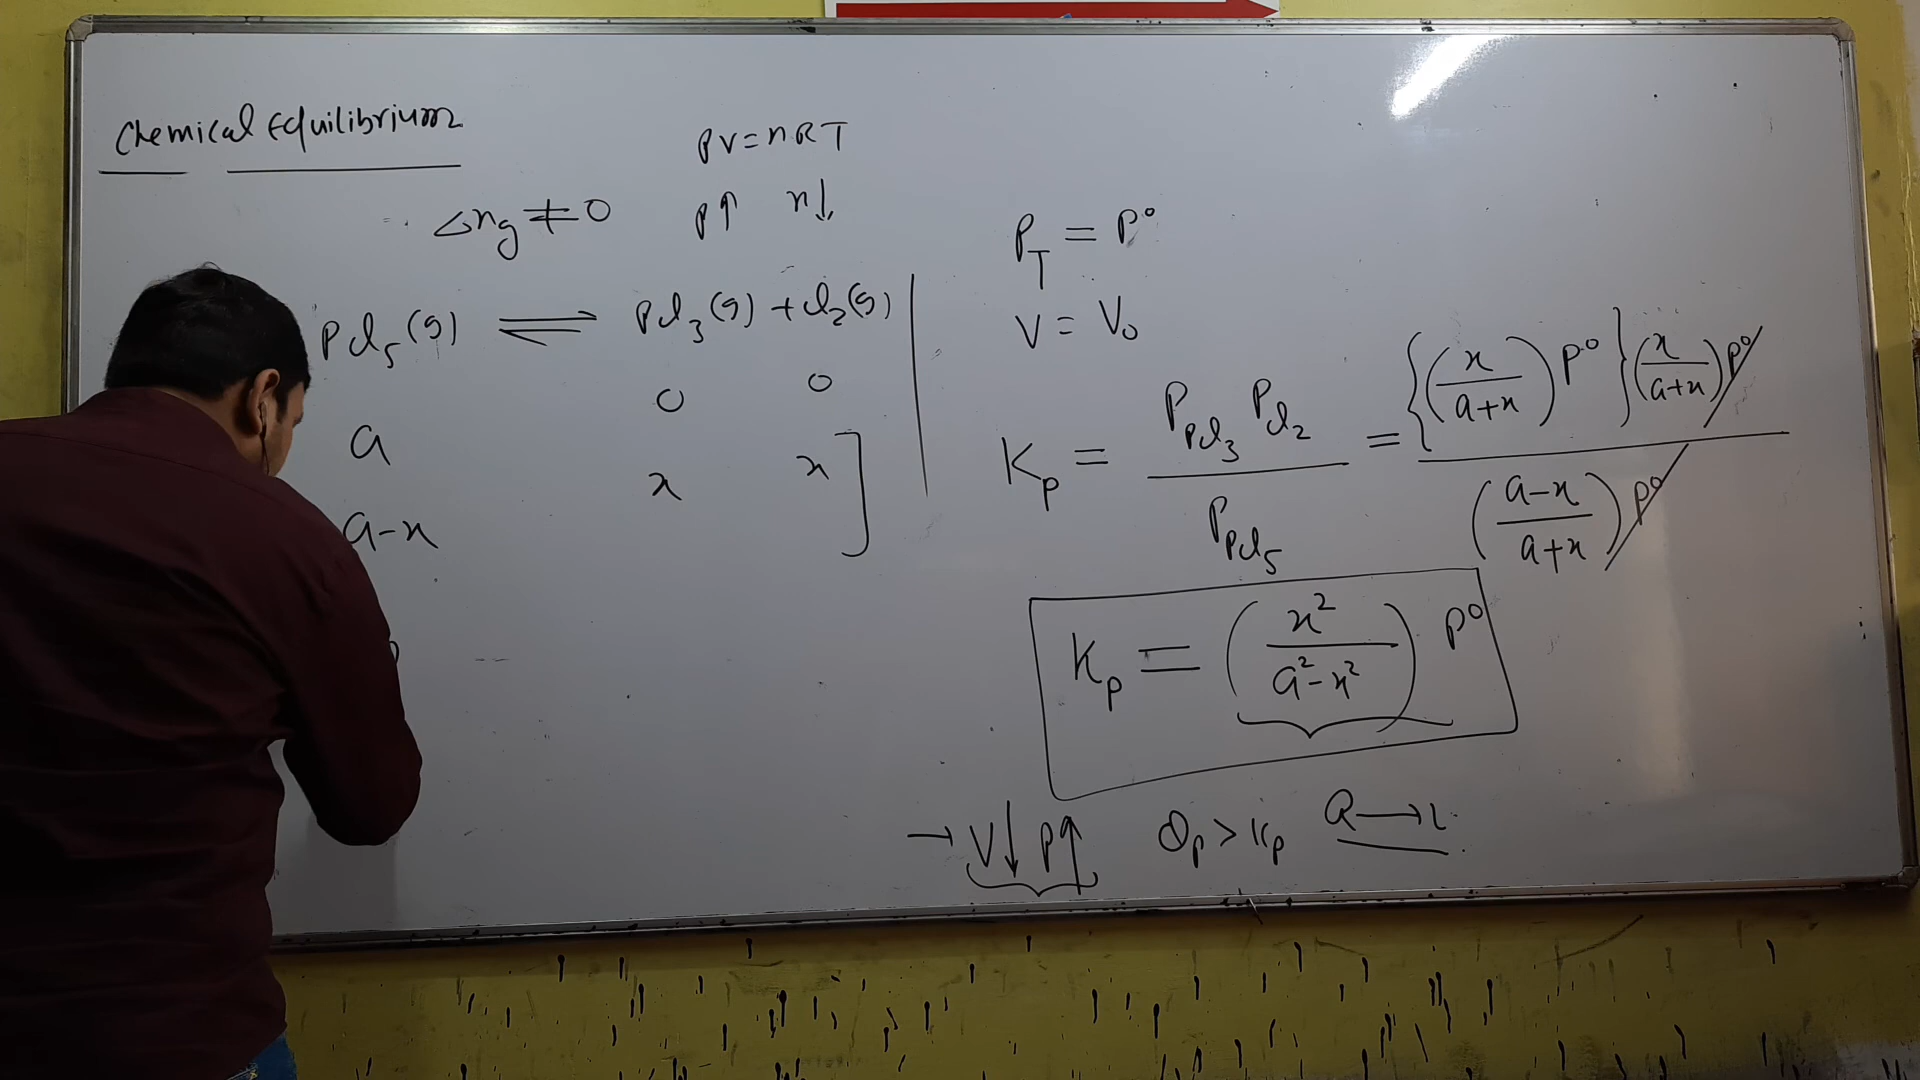 Chemical Equilibrium
PV = nRT
Δng ≠ 0
P↑ n↓
PCl5(g) ⇌ PCl3(g) + Cl2(g)
a 0 0
a-x x x
PT = P°
V = V0
Kp = PPCl3 PCl2 / PPCl5 = {(x/(a+x)) P°} (x/(a+x)) P° / ((a-x)/(a+x)) P°
Kp = (x²/(a²-x²)) P°
→ V↓ P↑ Qp > Kp R → L